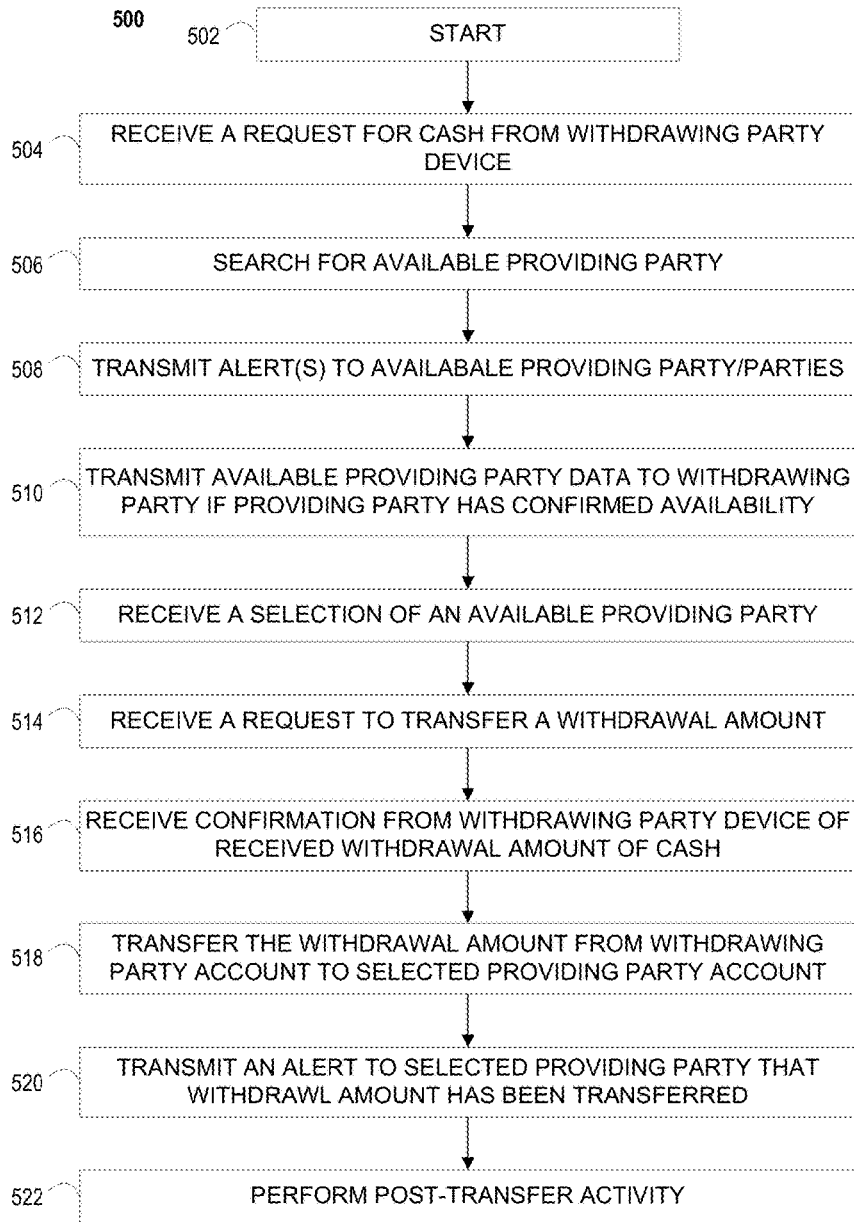 500
502 START
504 RECEIVE A REQUEST FOR CASH FROM WITHDRAWING PARTY
DEVICE
506 SEARCH FOR AVAILABLE PROVIDING PARTY
508 TRANSMIT ALERT(S) TO AVAILABALE PROVIDING PARTY/PARTIES
510 TRANSMIT AVAILABLE PROVIDING PARTY DATA TO WITHDRAWING
PARTY IF PROVIDING PARTY HAS CONFIRMED AVAILABILITY
512 RECEIVE A SELECTION OF AN AVAILABLE PROVIDING PARTY
514 RECEIVE A REQUEST TO TRANSFER A WITHDRAWAL AMOUNT
516 RECEIVE CONFIRMATION FROM WITHDRAWING PARTY DEVICE OF
RECEIVED WITHDRAWAL AMOUNT OF CASH
518 TRANSFER THE WITHDRAWAL AMOUNT FROM WITHDRAWING
PARTY ACCOUNT TO SELECTED PROVIDING PARTY ACCOUNT
520 TRANSMIT AN ALERT TO SELECTED PROVIDING PARTY THAT
WITHDRAWL AMOUNT HAS BEEN TRANSFERRED
522 PERFORM POST-TRANSFER ACTIVITY